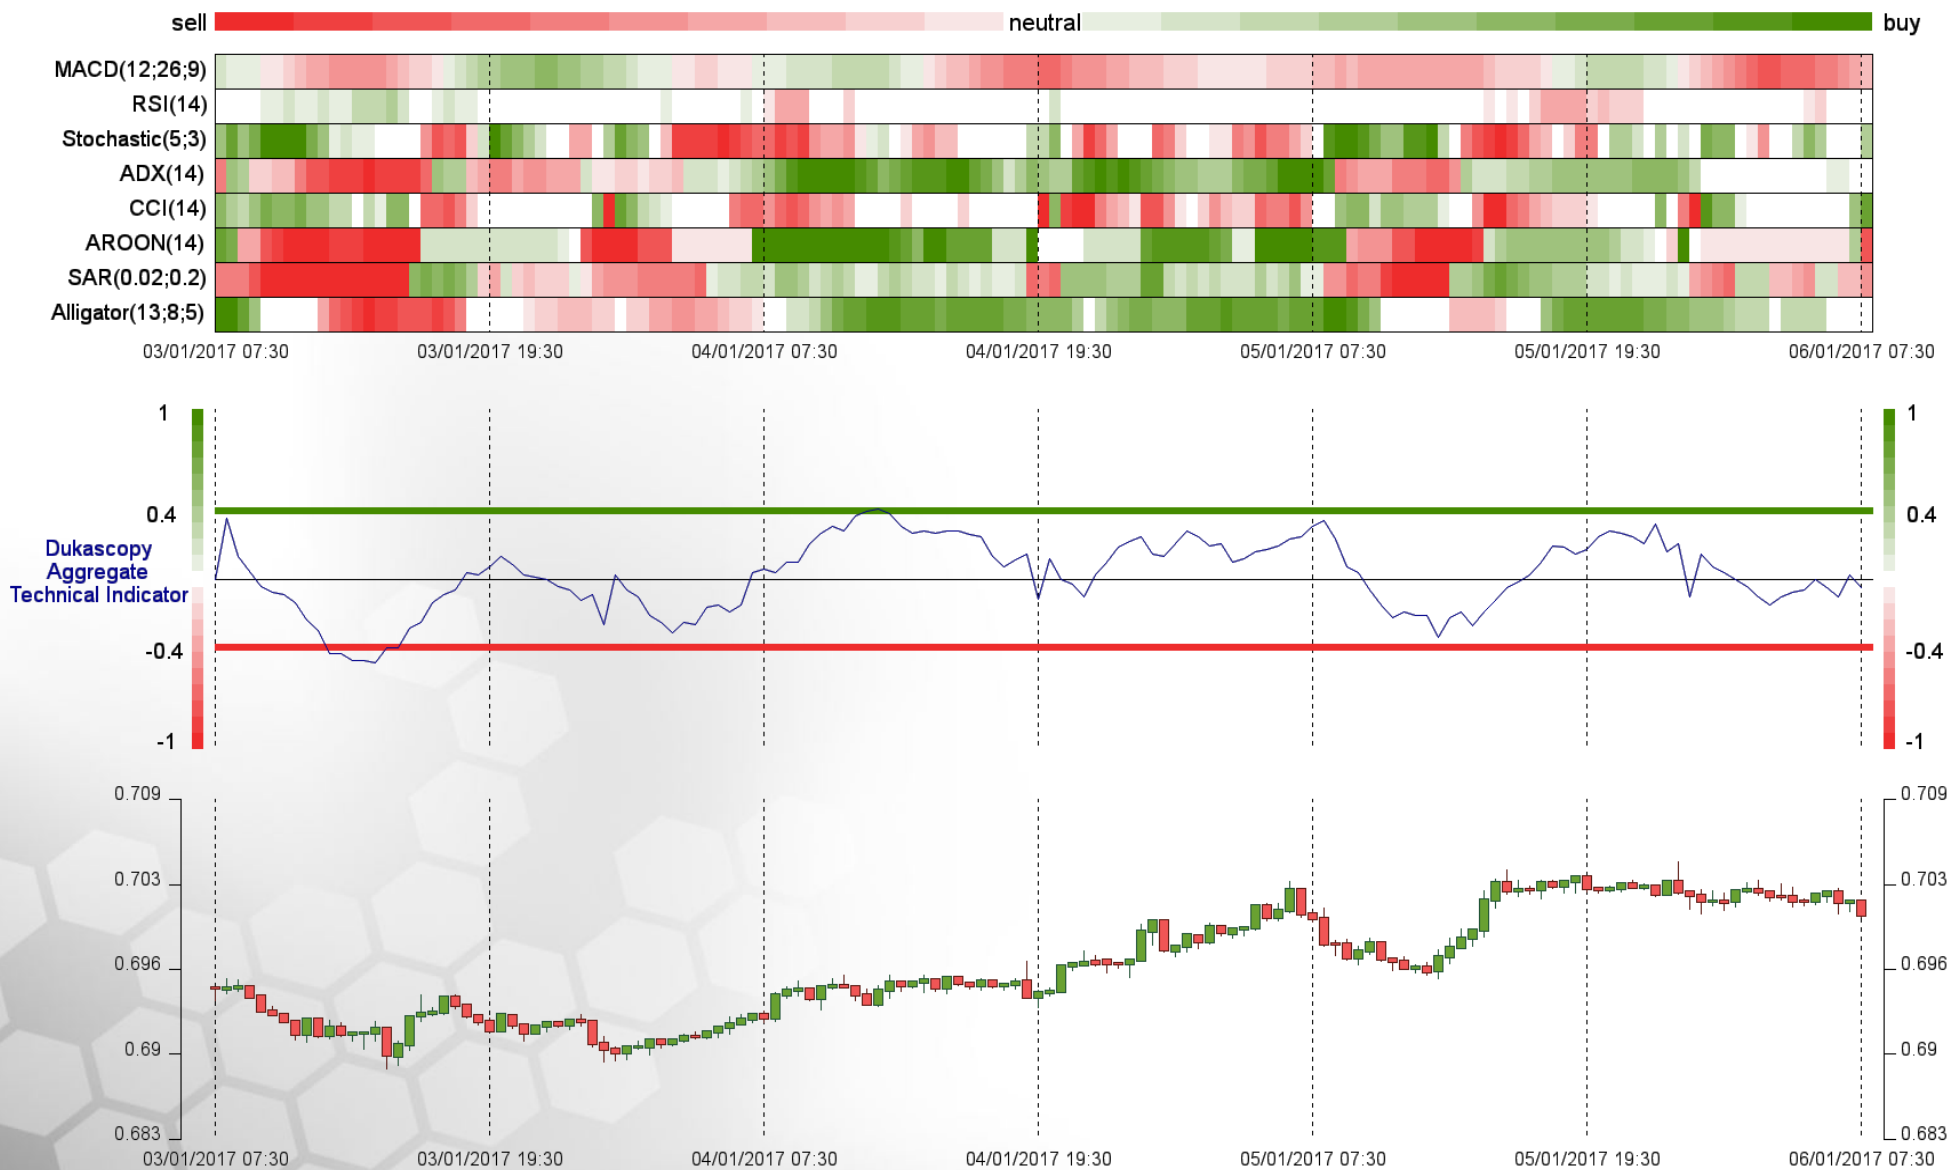 sell neutral buy
MACD(12;26;9)
RSI(14)
Stochastic(5;3)
ADX(14)
CCI(14)
AROON(14)
SAR(0.02;0.2)
Alligator(13;8;5)
03/01/2017 07:30 03/01/2017 19:30 04/01/2017 07:30 04/01/2017 19:30 05/01/2017 07:30 05/01/2017 19:30 06/01/2017 07:30
1 1
0.4 0.4
Dukascopy
Aggregate
Technical Indicator
-0.4 -0.4
-1 -1
0.709 0.709
0.703 0.703
0.696 0.696
0.69 0.69
0.683 0.683
03/01/2017 07:30 03/01/2017 19:30 04/01/2017 07:30 04/01/2017 19:30 05/01/2017 07:30 05/01/2017 19:30 06/01/2017 07:30